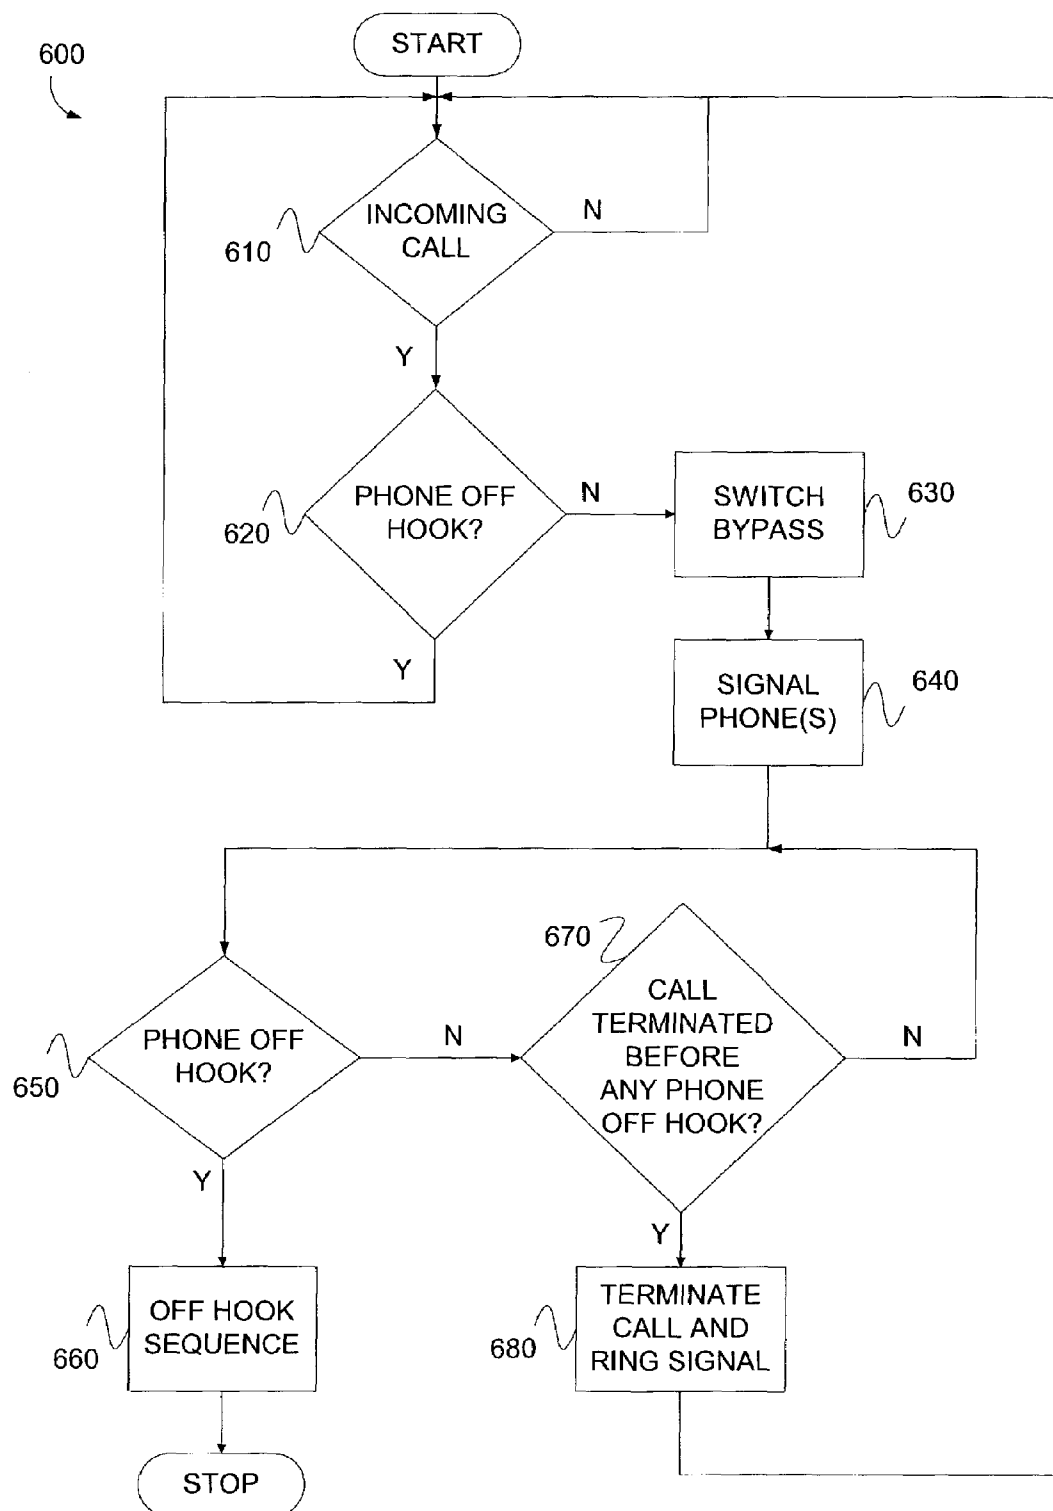 START
600
INCOMING
CALL
N
610
Y
PHONE OFF
HOOK?
N
620
SWITCH
BYPASS
630
Y
SIGNAL
PHONE(S)
640
670
CALL
TERMINATED
BEFORE
ANY PHONE
OFF HOOK?
N
PHONE OFF
HOOK?
N
650
Y
Y
OFF HOOK
SEQUENCE
660
TERMINATE
CALL AND
RING SIGNAL
680
STOP